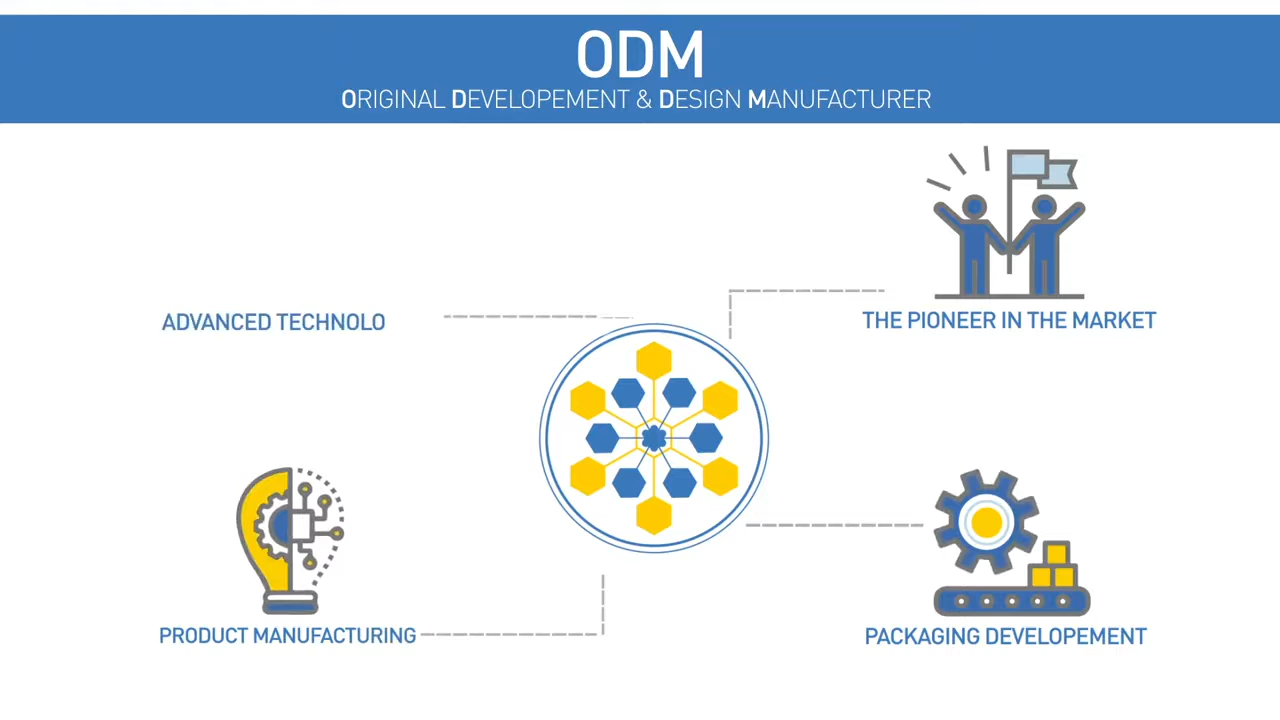 ODM
ORIGINAL DEVELOPEMENT & DESIGN MANUFACTURER
THE PIONEER IN THE MARKET
ADVANCED TECHNOLO
PRODUCT MANUFACTURING
PACKAGING DEVELOPEMENT